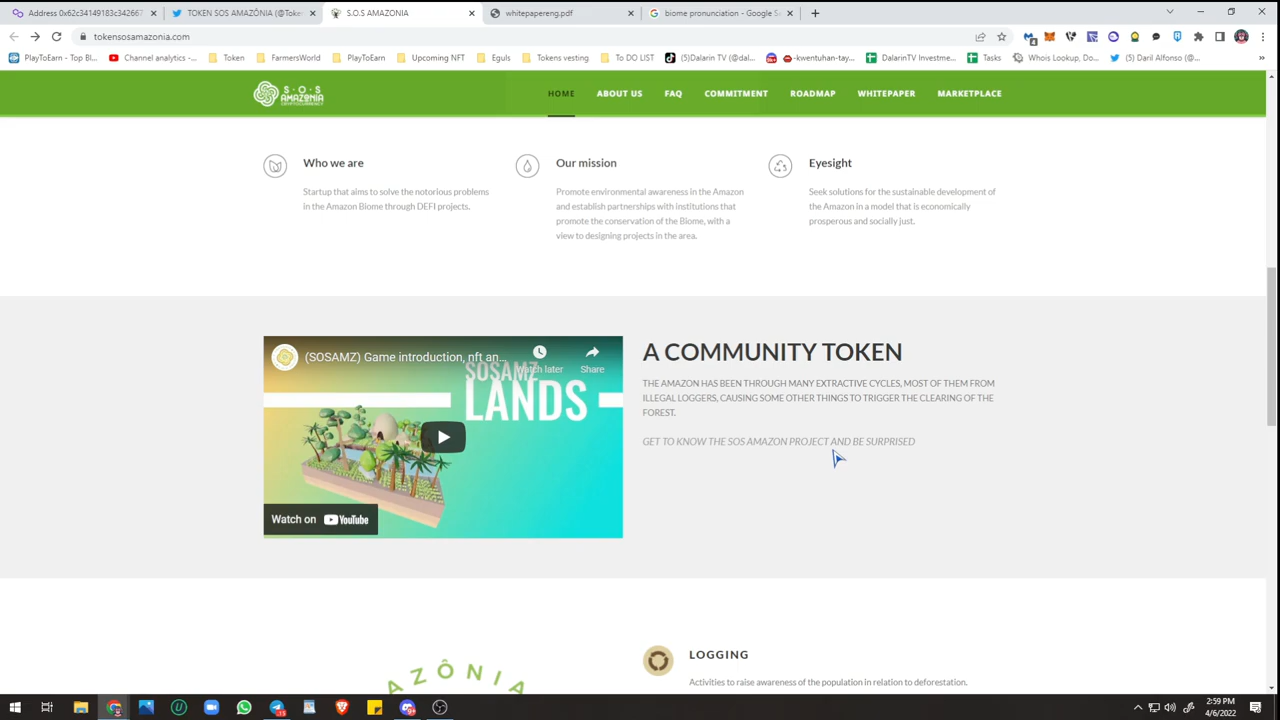 Address 0x62c34149183c342667
TOKEN SOS AMAZÔNIA (@Toke
S.O.S AMAZONIA
whitepapereng.pdf
biome pronunciation - Google S
tokensosamazonia.com
PlayToEarn - Top Bl...
Channel analytics -...
Token
FarmersWorld
PlayToEarn
Upcoming NFT
Eguls
Tokens vesting
To DO LIST
(5)Dalarin TV (@dal...
-kwentuhan-tay...
DalarinTV Investme...
Tasks
Whois Lookup, Do...
(5) Daril Alfonso (@...
S·O·S
AMAZONIA
CRYPTOCURRENCY
HOME
ABOUT US
FAQ
COMMITMENT
ROADMAP
WHITEPAPER
MARKETPLACE
Who we are
Startup that aims to solve the notorious problems
in the Amazon Biome through DEFI projects.
Our mission
Promote environmental awareness in the Amazon
and establish partnerships with institutions that
promote the conservation of the Biome, with a
view to designing projects in the area.
Eyesight
Seek solutions for the sustainable development of
the Amazon in a model that is economically
prosperous and socially just.
(SOSAMZ) Game introduction, nft an...
Watch later
Share
SOSAMZ
LANDS
Watch on YouTube
A COMMUNITY TOKEN
THE AMAZON HAS BEEN THROUGH MANY EXTRACTIVE CYCLES, MOST OF THEM FROM
ILLEGAL LOGGERS, CAUSING SOME OTHER THINGS TO TRIGGER THE CLEARING OF THE
FOREST.
GET TO KNOW THE SOS AMAZON PROJECT AND BE SURPRISED
AMAZÔNIA
LOGGING
Activities to raise awareness of the population in relation to deforestation.
2:59 PM
4/6/2022